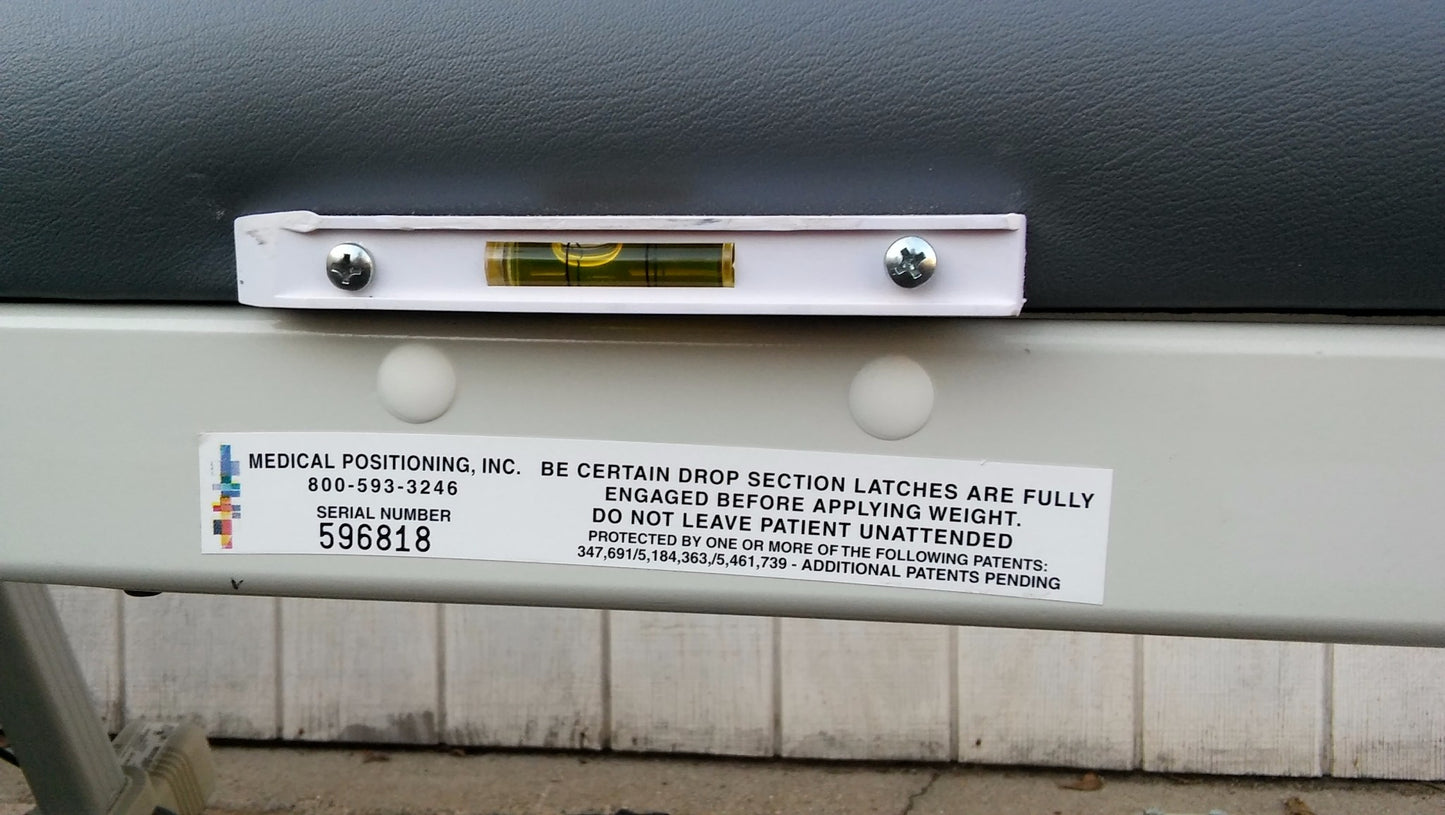 MEDICAL POSITIONING, INC.
800-593-3246
SERIAL NUMBER
596818
BE CERTAIN DROP SECTION LATCHES ARE FULLY
ENGAGED BEFORE APPLYING WEIGHT.
DO NOT LEAVE PATIENT UNATTENDED
PROTECTED BY ONE OR MORE OF THE FOLLOWING PATENTS:
347,691/5,184,363,/5,461,739 - ADDITIONAL PATENTS PENDING